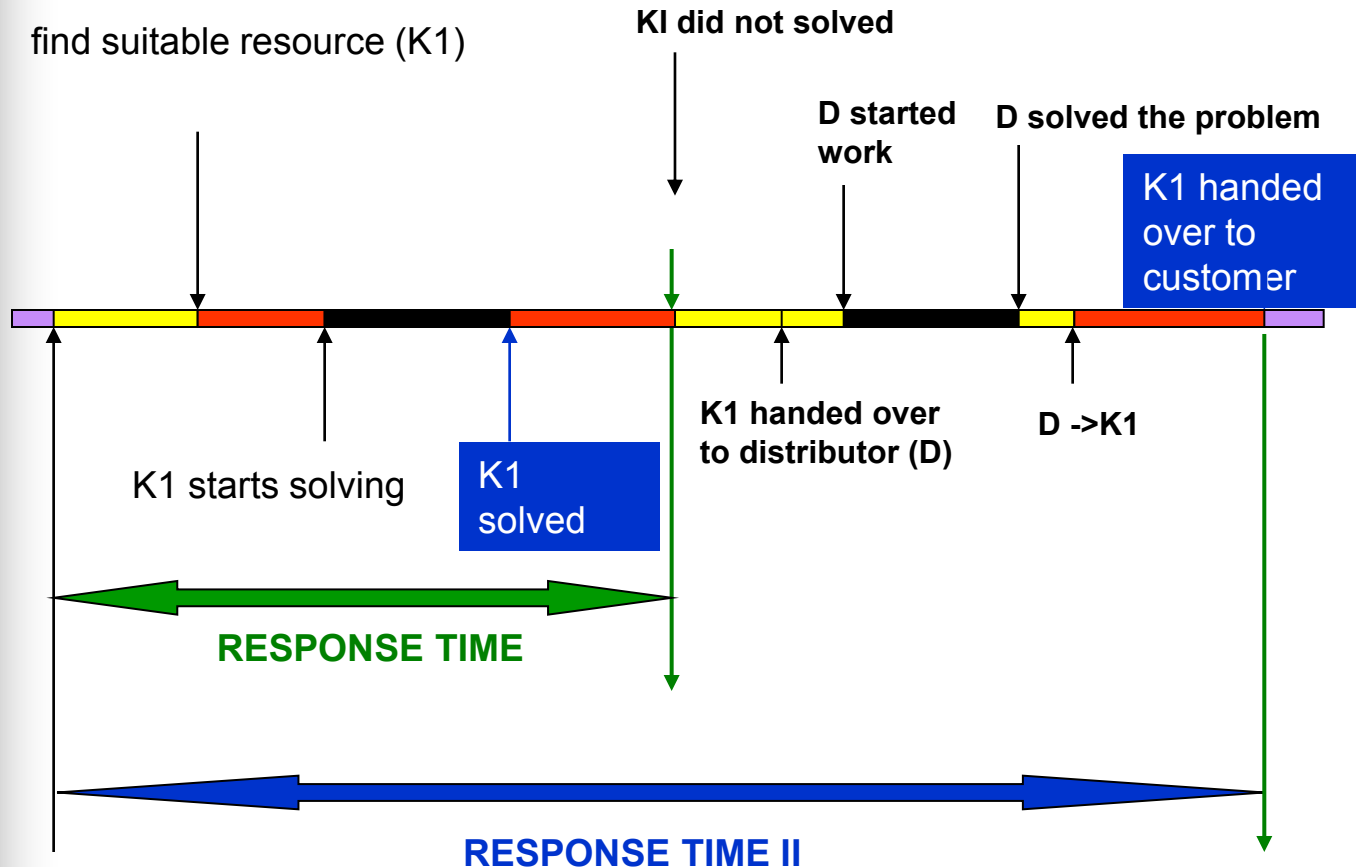 find suitable resource (K1)
KI did not solved
D started
work
D solved the problem
K1 handed
over to
customer
K1 starts solving
K1
solved
K1 handed over
to distributor (D)
D ->K1
RESPONSE TIME
RESPONSE TIME II